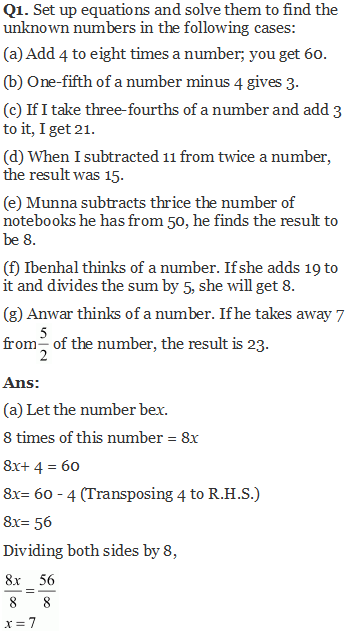 Q1. Set up equations and solve them to find the
unknown numbers in the following cases:
(a) Add 4 to eight times a number; you get 60.
(b) One-fifth of a number minus 4 gives 3.
(c) If I take three-fourths of a number and add 3
to it, I get 21.
(d) When I subtracted 11 from twice a number,
the result was 15.
(e) Munna subtracts thrice the number of
notebooks he has from 50, he finds the result to
be 8.
(f) Ibenhal thinks of a number. If she adds 19 to
it and divides the sum by 5, she will get 8.
(g) Anwar thinks of a number. If he takes away 7
from 5/2 of the number, the result is 23.
Ans:
(a) Let the number bex.
8 times of this number = 8x
8x+ 4 = 60
8x= 60 - 4 (Transposing 4 to R.H.S.)
8x= 56
Dividing both sides by 8,
8x/8 = 56/8
x = 7